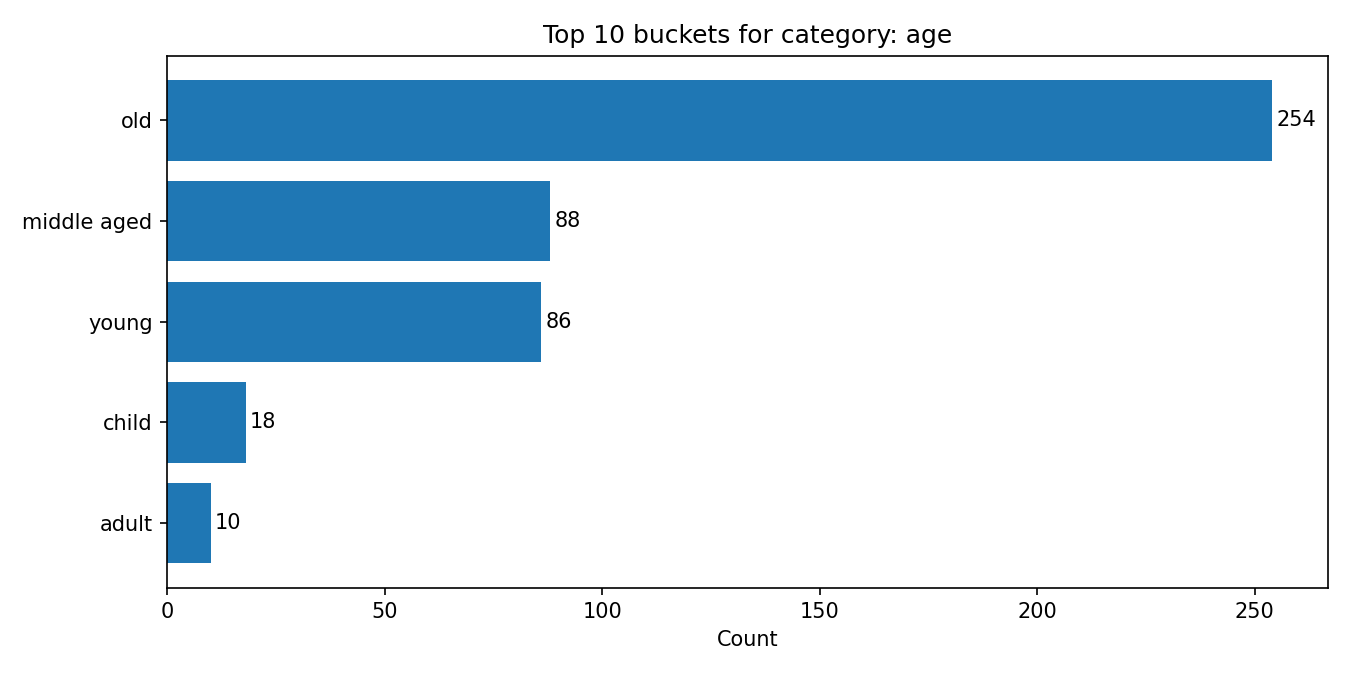 Top 10 buckets for category: age
old
254
middle aged
88
young
86
child
18
adult
10
0 50 100 150 200 250
Count